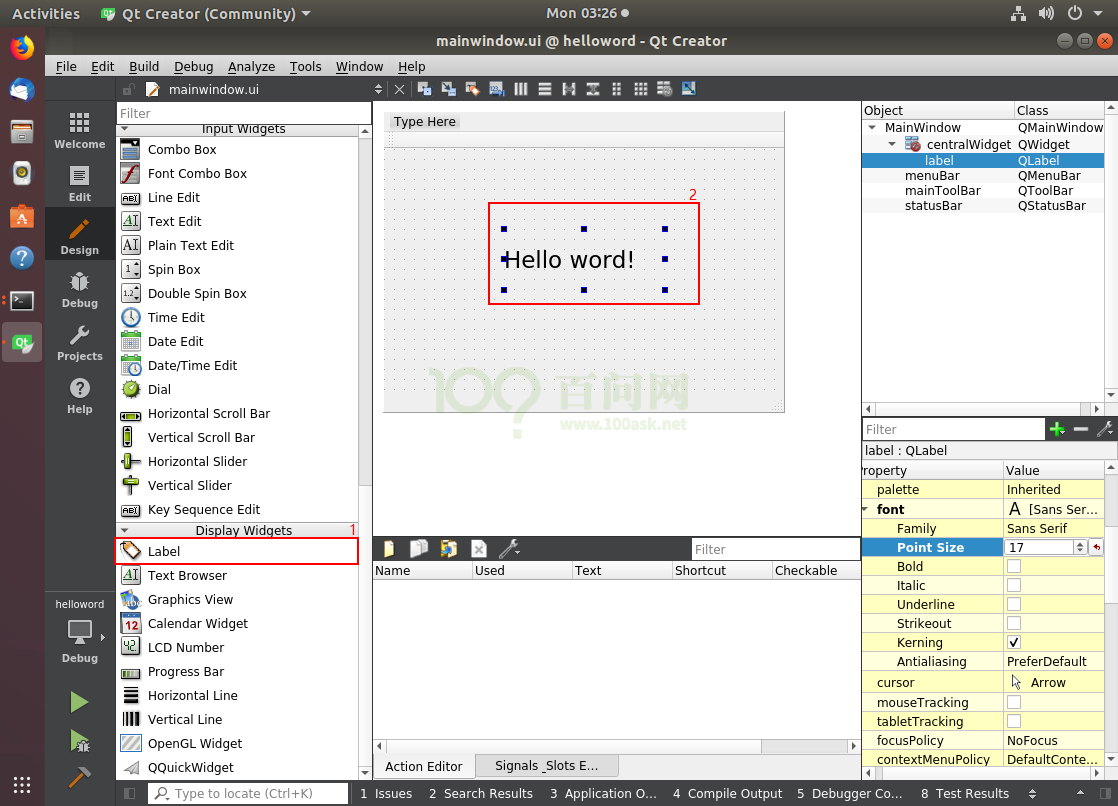 Activities
Qt Creator (Community)
Mon 03:26
mainwindow.ui @ helloword - Qt Creator
File Edit Build Debug Analyze Tools Window Help
mainwindow.ui
Welcome
Edit
Design
Debug
Projects
Help
helloword
Debug
Filter
Input Widgets
Combo Box
Font Combo Box
Line Edit
Text Edit
Plain Text Edit
Spin Box
Double Spin Box
Time Edit
Date Edit
Date/Time Edit
Dial
Horizontal Scroll Bar
Vertical Scroll Bar
Horizontal Slider
Vertical Slider
Key Sequence Edit
Display Widgets
1
Label
Text Browser
Graphics View
Calendar Widget
LCD Number
Progress Bar
Horizontal Line
Vertical Line
OpenGL Widget
QQuickWidget
Type Here
2
Hello word!
100 百问网
www.100ask.net
Filter
Name Used Text Shortcut Checkable
Action Editor
Signals _Slots E...
Object Class
MainWindow QMainWindow
centralWidget QWidget
label QLabel
menuBar QMenuBar
mainToolBar QToolBar
statusBar QStatusBar
Filter
label : QLabel
roperty Value
palette Inherited
font A [Sans Ser...
Family Sans Serif
Point Size 17
Bold
Italic
Underline
Strikeout
Kerning
Antialiasing PreferDefault
cursor Arrow
mouseTracking
tabletTracking
focusPolicy NoFocus
contextMenuPolicy DefaultConte...
Type to locate (Ctrl+K)
1 Issues
2 Search Results
3 Application O...
4 Compile Output
5 Debugger Co...
8 Test Results